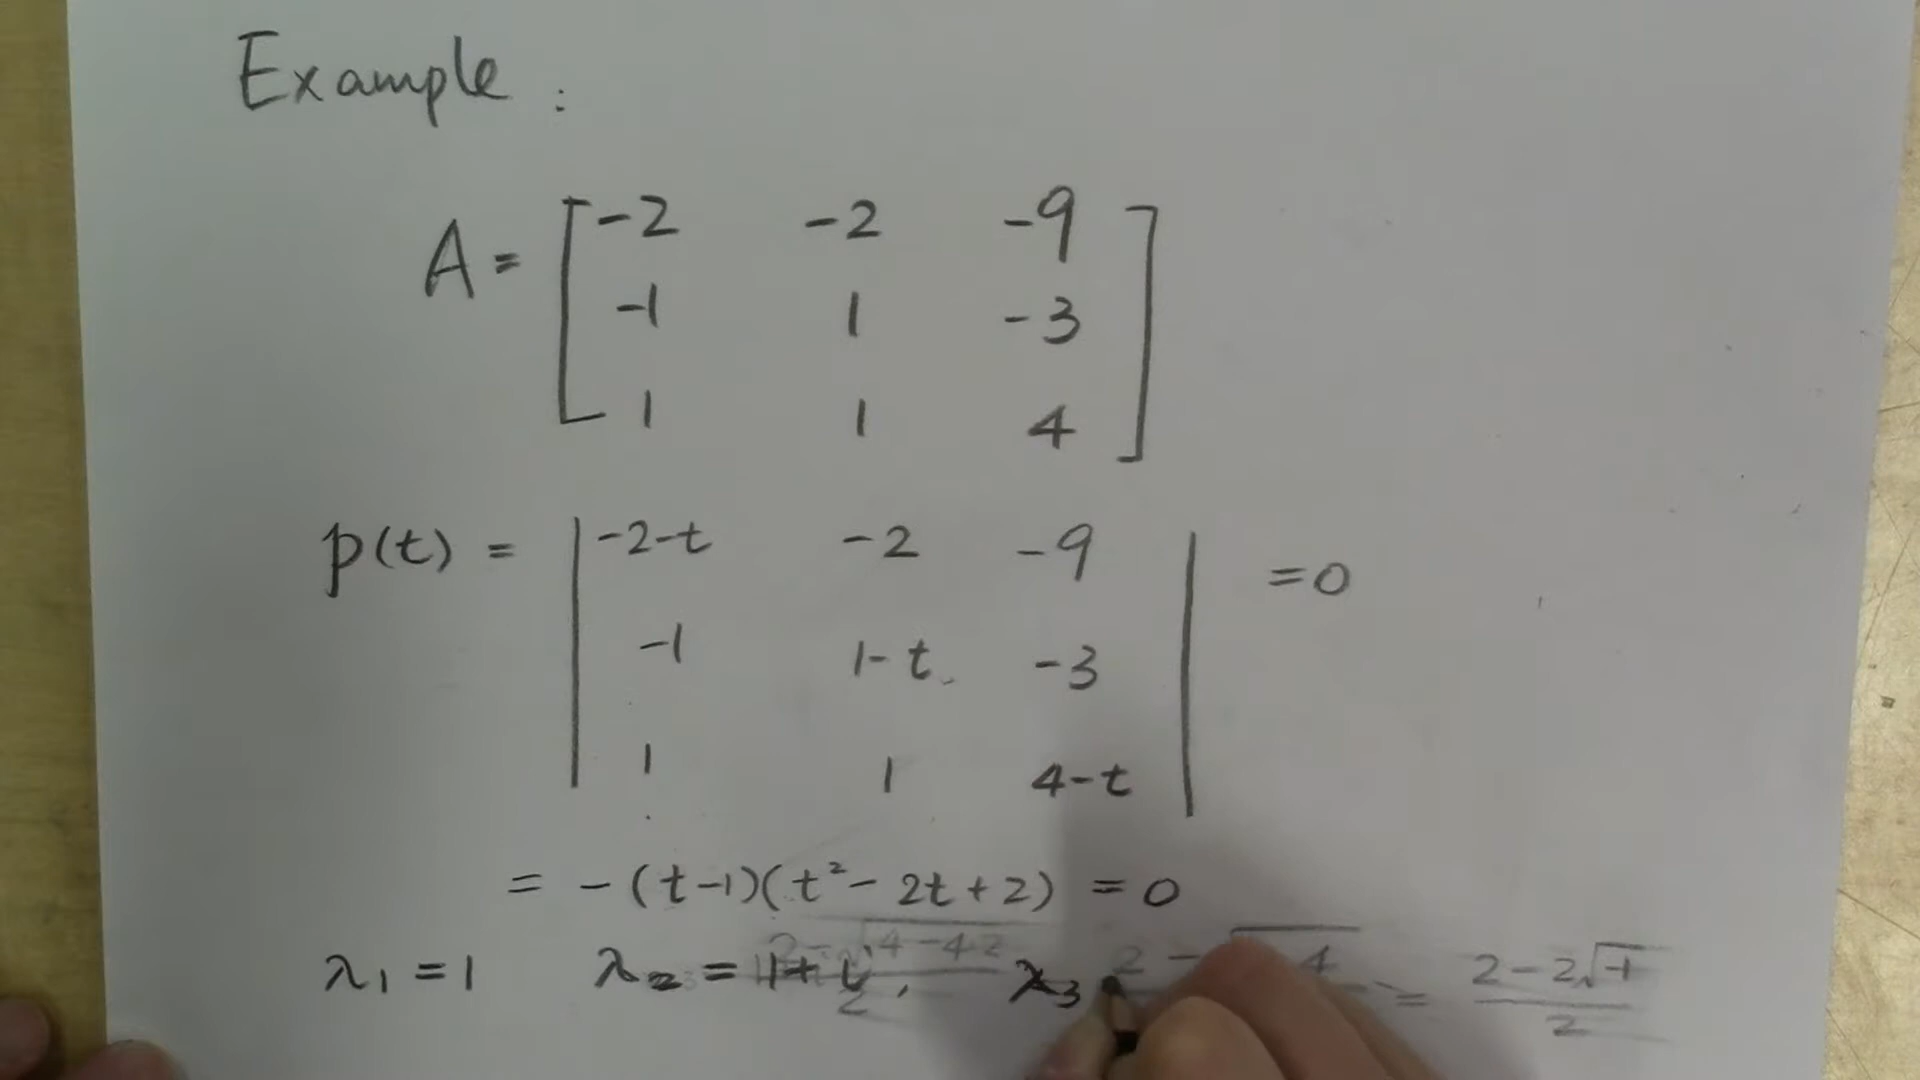 Example :
A = [ -2 -2 -9
-1 1 -3
1 1 4 ]
p(t) = | -2-t -2 -9 | = 0
-1 1-t -3
1 1 4-t
= -(t-1)(t² - 2t + 2) = 0
λ₁ = 1 λ₂ = 1+i, λ₃ = (2-2√-1)/2